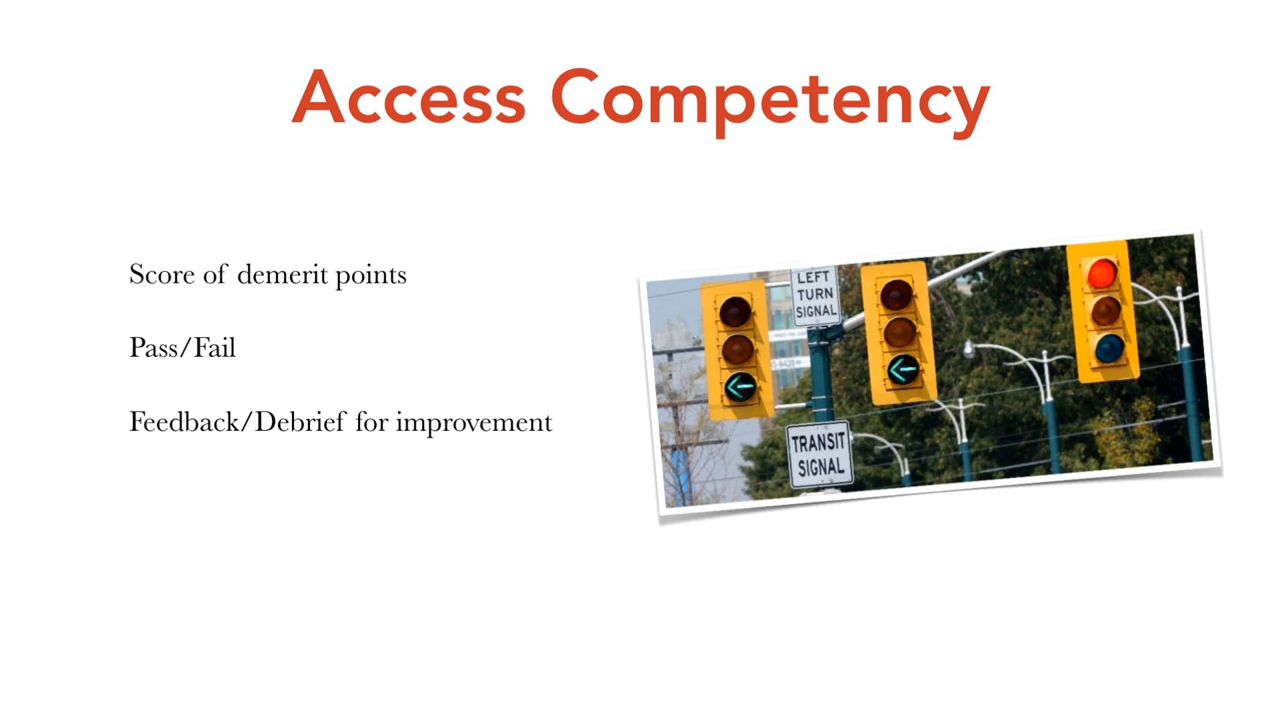 Access Competency
Score of demerit points
Pass/Fail
Feedback/Debrief for improvement
LEFT
TURN
SIGNAL
TRANSIT
SIGNAL